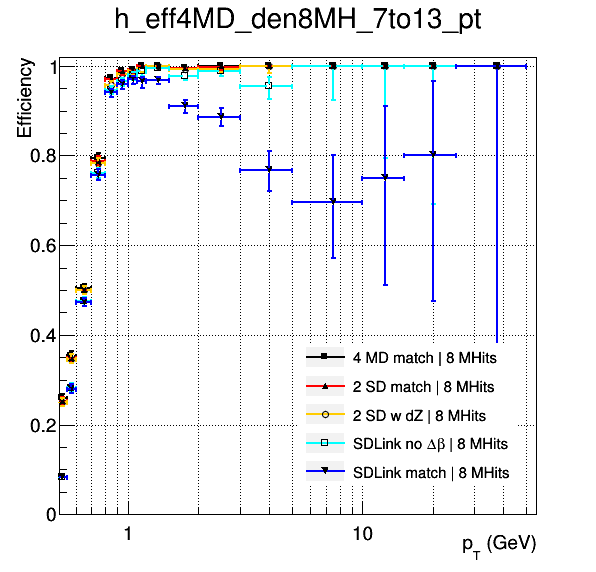 h_eff4MD_den8MH_7to13_pt
Efficiency
1
0.8
0.6
0.4
0.2
0
4 MD match | 8 MHits
2 SD match | 8 MHits
2 SD w dZ | 8 MHits
SDLink no Δβ | 8 MHits
SDLink match | 8 MHits
1 10
p_T (GeV)